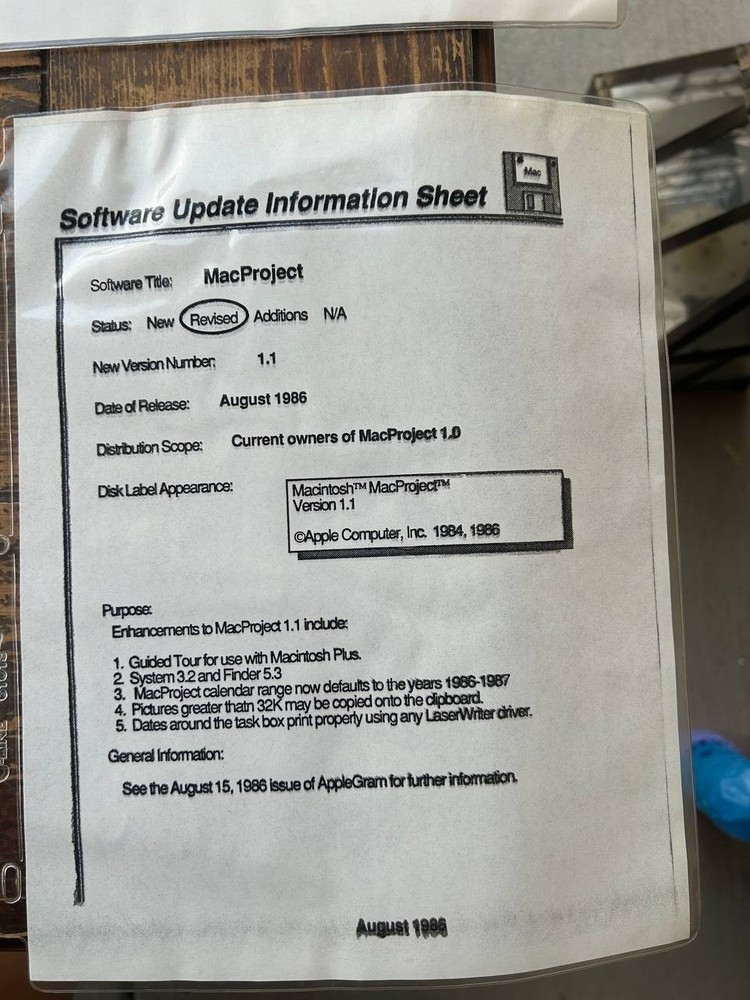 Mac
Software Update Information Sheet
Software Title: MacProject
Status: New Revised Additions N/A
New Version Number: 1.1
Date of Release: August 1986
Distribution Scope: Current owners of MacProject 1.0
Disk Label Appearance: Macintosh™ MacProject™
Version 1.1
©Apple Computer, Inc. 1984, 1986
Purpose:
Enhancements to MacProject 1.1 include:
1. Guided Tour for use with Macintosh Plus.
2. System 3.2 and Finder 5.3
3. MacProject calendar range now defaults to the years 1986-1987
4. Pictures greater thatn 32K may be copied onto the clipboard.
5. Dates around the task box print properly using any LaserWriter driver.
General Information:
See the August 15, 1986 issue of AppleGram for further information.
August 1986